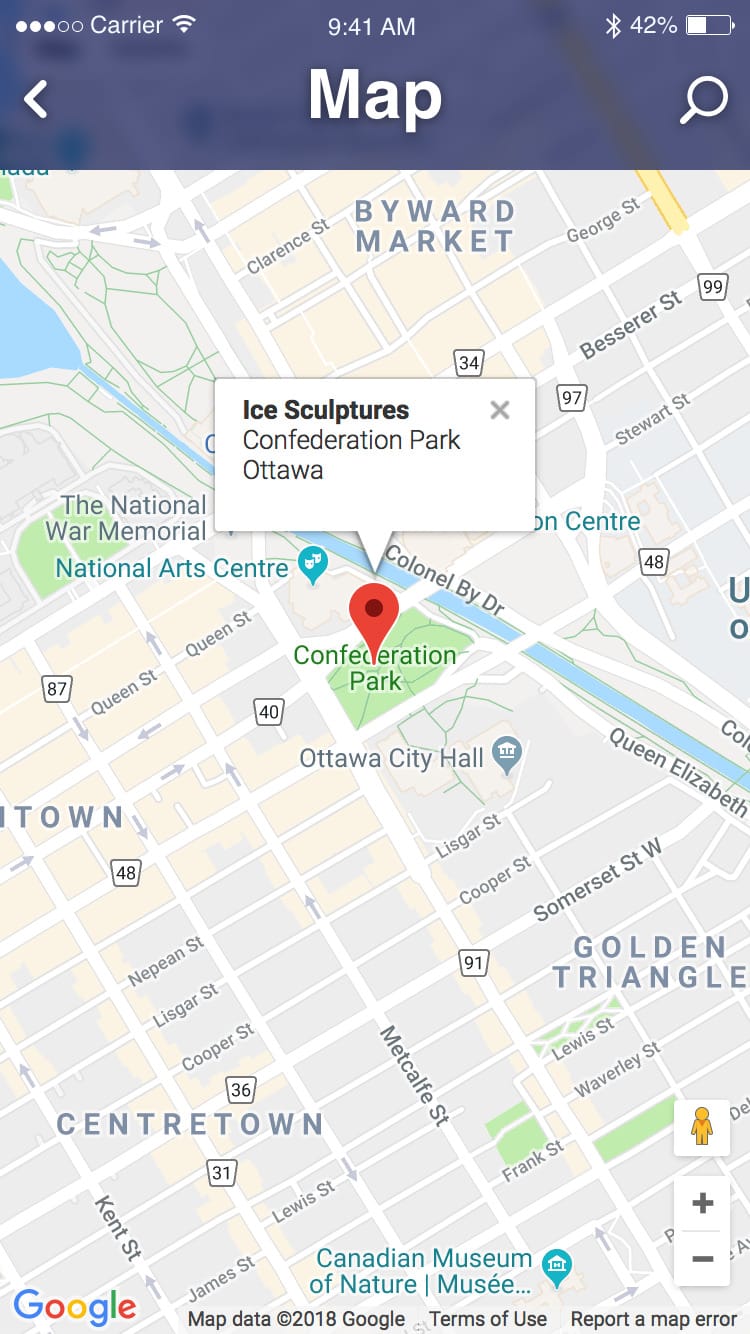 Carrier
9:41 AM
42%
Map
BYWARD
MARKET
George St
Clarence St
99
Besserer St
34
97
Stewart St
Ice Sculptures
Confederation Park
Ottawa
The National
War Memorial
on Centre
National Arts Centre
48
Colonel By Dr
Queen St
Confederation
Park
87
Queen St
40
Ottawa City Hall
Queen Elizabeth
TOWN
Lisgar St
48
Cooper St
Somerset St W
Nepean St
91
GOLDEN
TRIANGLE
Lisgar St
Cooper St
Lewis St
Metcalfe St
Waverley St
36
CENTRETOWN
31
Frank St
Lewis St
Kent St
+
−
Canadian Museum
of Nature | Musée...
James St
Google
Map data ©2018 Google
Terms of Use
Report a map error